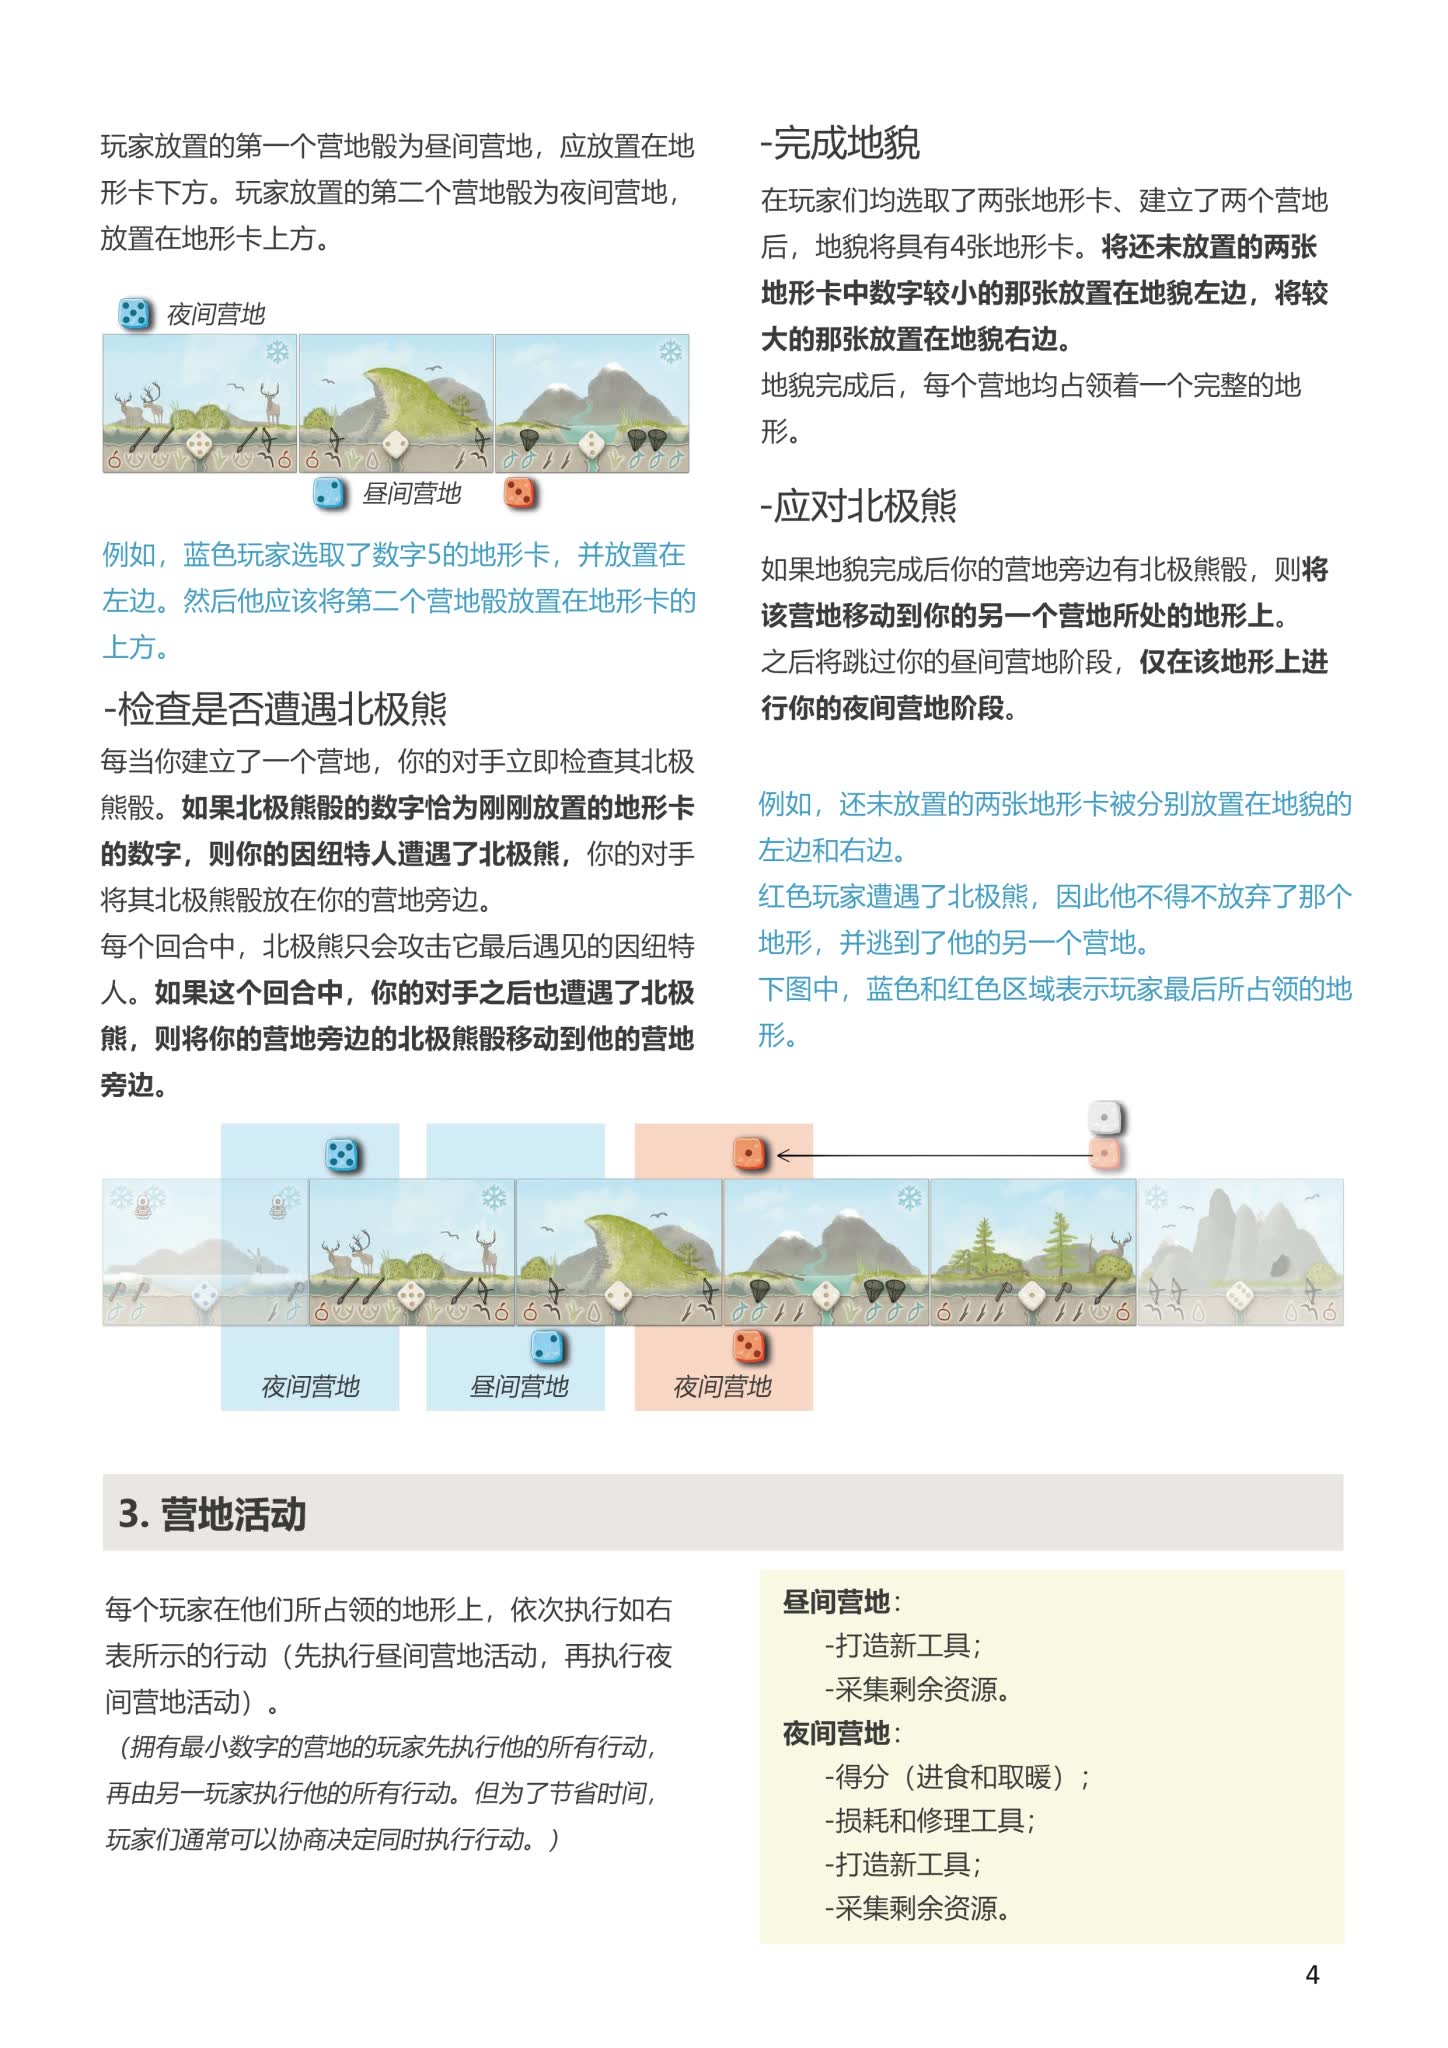 玩家放置的第一个营地骰为昼间营地，应放置在地
形卡下方。玩家放置的第二个营地骰为夜间营地，
放置在地形卡上方。
夜间营地
昼间营地
例如，蓝色玩家选取了数字5的地形卡，并放置在
左边。然后他应该将第二个营地骰放置在地形卡的
上方。
-检查是否遭遇北极熊
每当你建立了一个营地，你的对手立即检查其北极
熊骰。如果北极熊骰的数字恰为刚刚放置的地形卡
的数字，则你的因纽特人遭遇了北极熊，你的对手
将其北极熊骰放在你的营地旁边。
每个回合中，北极熊只会攻击它最后遇见的因纽特
人。如果这个回合中，你的对手之后也遭遇了北极
熊，则将你的营地旁边的北极熊骰移动到他的营地
旁边。
-完成地貌
在玩家们均选取了两张地形卡、建立了两个营地
后，地貌将具有4张地形卡。将还未放置的两张
地形卡中数字较小的那张放置在地貌左边，将较
大的那张放置在地貌右边。
地貌完成后，每个营地均占领着一个完整的地
形。
-应对北极熊
如果地貌完成后你的营地旁边有北极熊骰，则将
该营地移动到你的另一个营地所处的地形上。
之后将跳过你的昼间营地阶段，仅在该地形上进
行你的夜间营地阶段。
例如，还未放置的两张地形卡被分别放置在地貌的
左边和右边。
红色玩家遭遇了北极熊，因此他不得不放弃了那个
地形，并逃到了他的另一个营地。
下图中，蓝色和红色区域表示玩家最后所占领的地
形。
夜间营地
昼间营地
夜间营地
3. 营地活动
每个玩家在他们所占领的地形上，依次执行如右
表所示的行动（先执行昼间营地活动，再执行夜
间营地活动）。
（拥有最小数字的营地的玩家先执行他的所有行动，
再由另一玩家执行他的所有行动。但为了节省时间，
玩家们通常可以协商决定同时执行行动。）
昼间营地：
-打造新工具；
-采集剩余资源。
夜间营地：
-得分（进食和取暖）；
-损耗和修理工具；
-打造新工具；
-采集剩余资源。
4